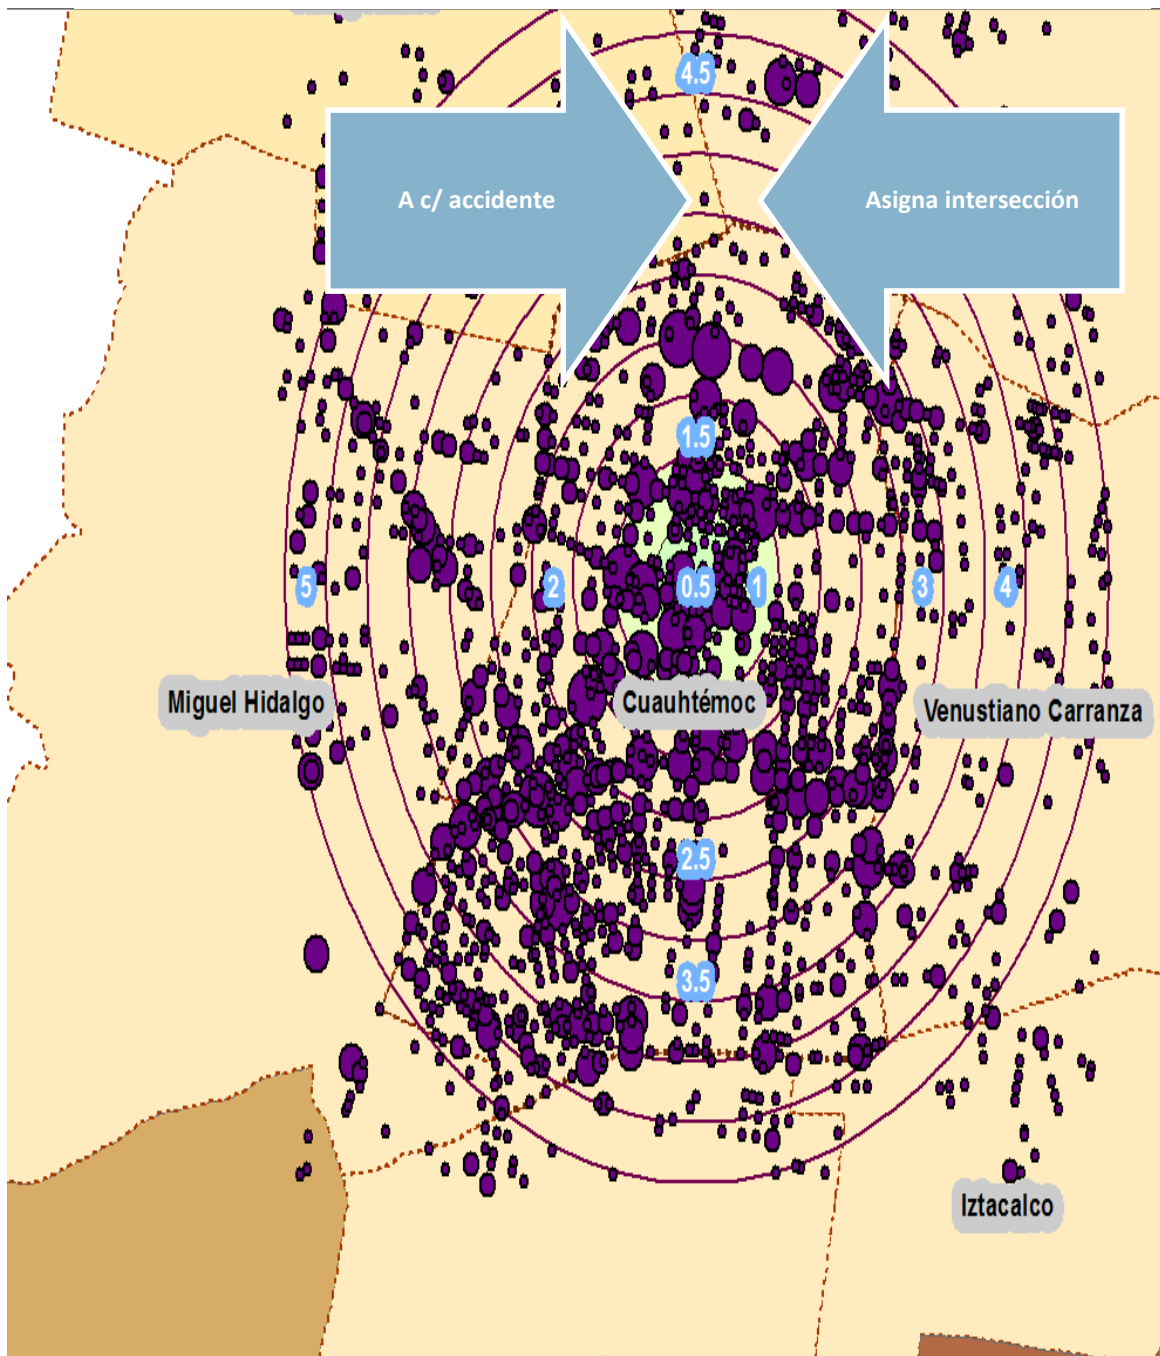 4.5
A c/ accidente
Asigna intersección
1.5
5
2
0.5
1
3
4
Miguel Hidalgo
Cuauhtémoc
Venustiano Carranza
2.5
3.5
Iztacalco